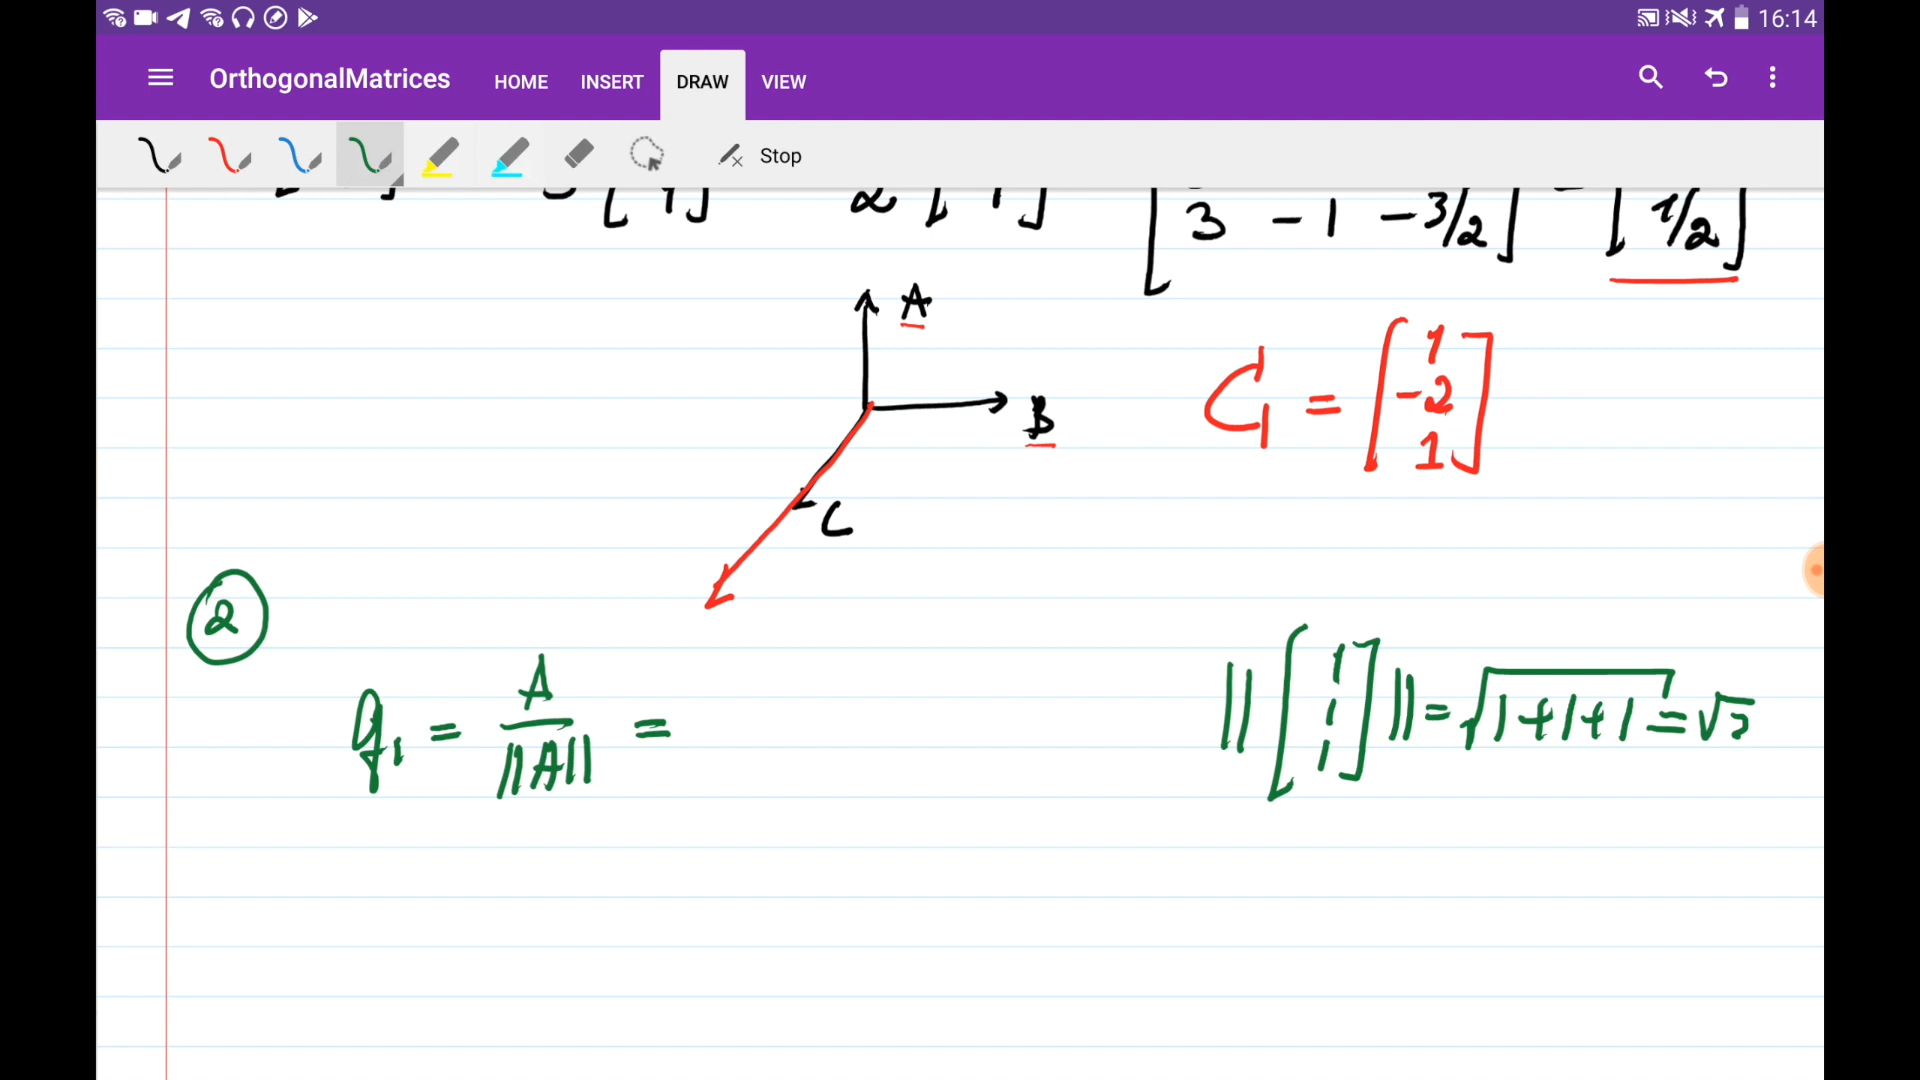 16:14
OrthogonalMatrices HOME INSERT DRAW VIEW
Stop
3 - 1 - 3/2 1/2
A
B
C
C₁ = [1 -2 1]
2
q₁ = A / ||A|| =
|| [1 1 1] || = √1+1+1 = √3